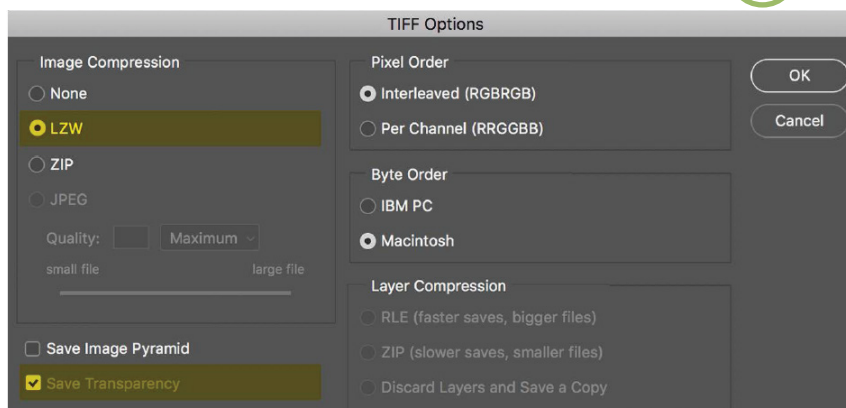 TIFF Options
Image Compression
None
LZW
ZIP
JPEG
Quality:
Maximum
small file
large file
Save Image Pyramid
Save Transparency
Pixel Order
Interleaved (RGBRGB)
Per Channel (RRGGBB)
Byte Order
IBM PC
Macintosh
Layer Compression
RLE (faster saves, bigger files)
ZIP (slower saves, smaller files)
Discard Layers and Save a Copy
OK
Cancel